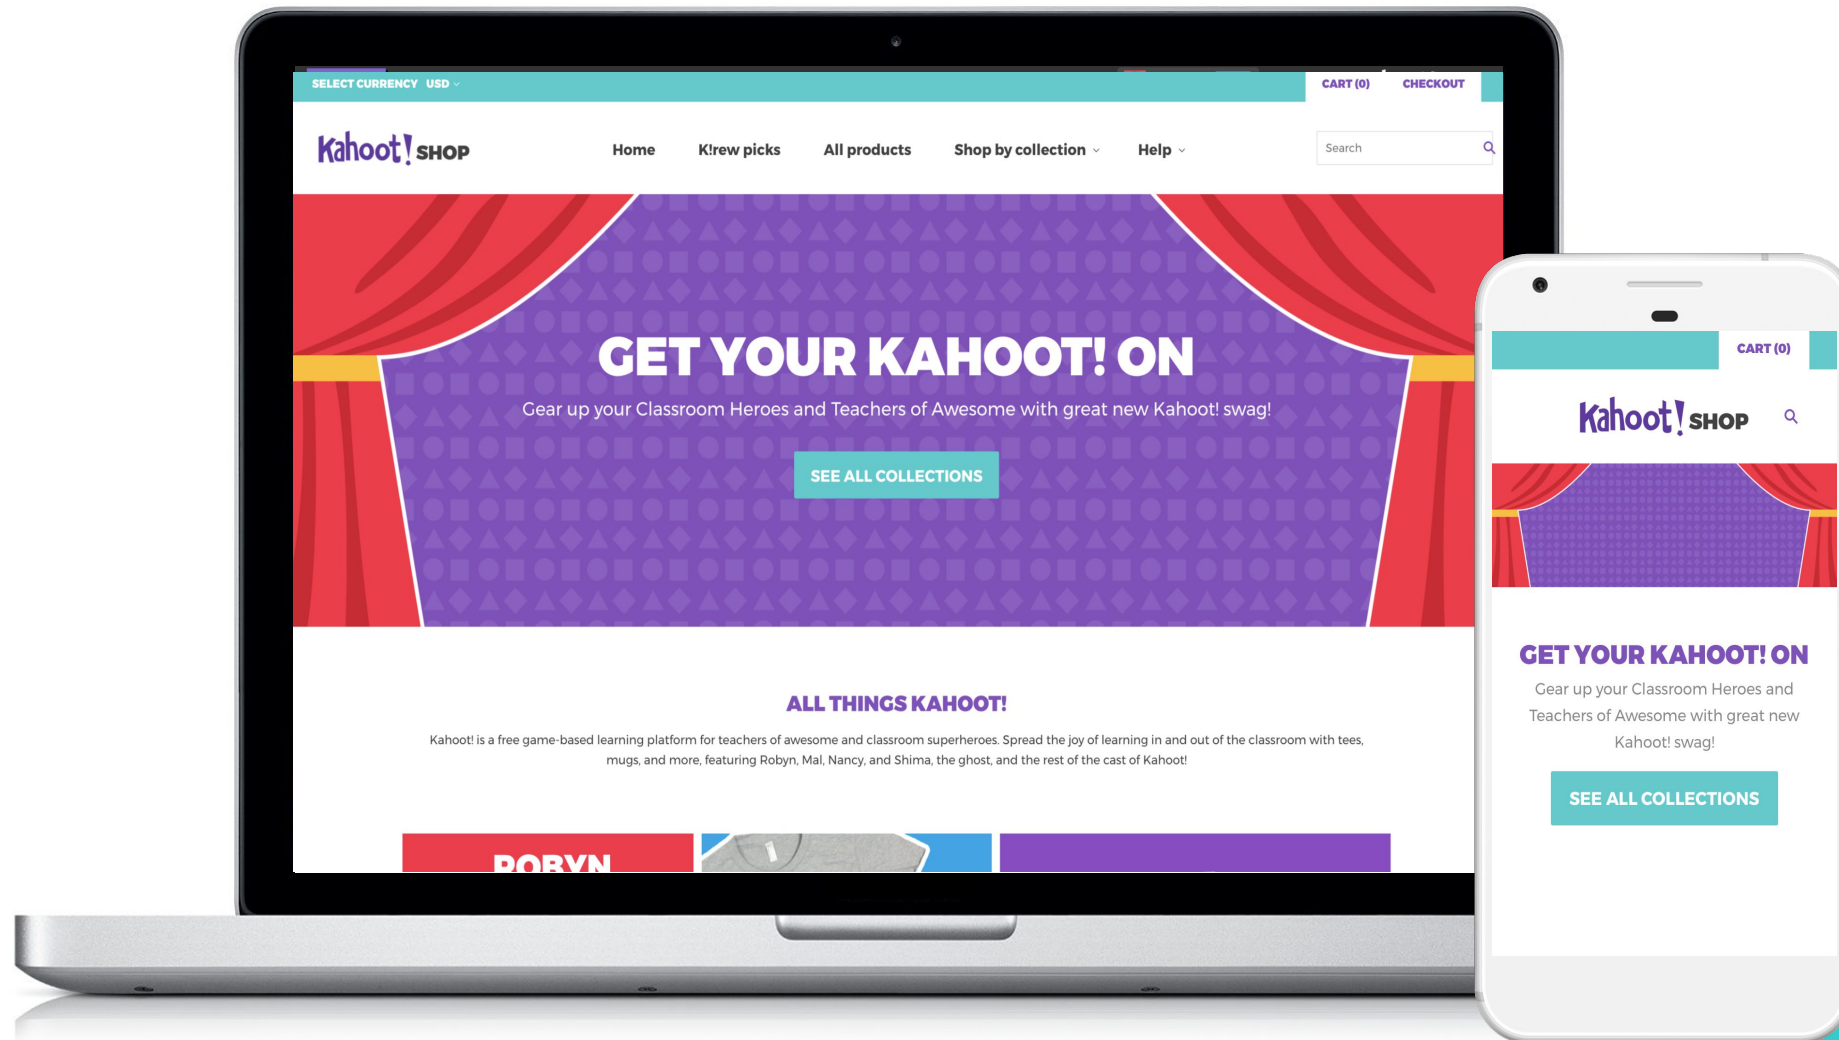 SELECT CURRENCY USD
CART (0) CHECKOUT
Kahoot! SHOP
Home K!rew picks All products Shop by collection Help
Search
GET YOUR KAHOOT! ON
Gear up your Classroom Heroes and Teachers of Awesome with great new Kahoot! swag!
SEE ALL COLLECTIONS
ALL THINGS KAHOOT!
Kahoot! is a free game-based learning platform for teachers of awesome and classroom superheroes. Spread the joy of learning in and out of the classroom with tees,
mugs, and more, featuring Robyn, Mal, Nancy, and Shima, the ghost, and the rest of the cast of Kahoot!
ROBYN
CART (0)
Kahoot! SHOP
GET YOUR KAHOOT! ON
Gear up your Classroom Heroes and
Teachers of Awesome with great new
Kahoot! swag!
SEE ALL COLLECTIONS